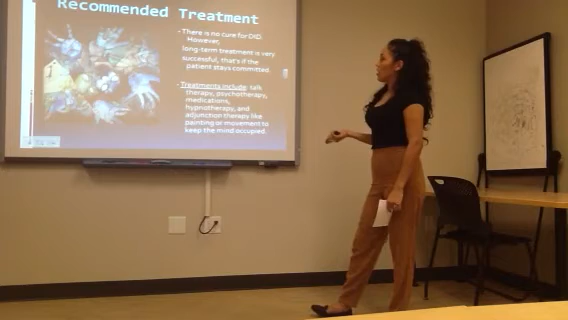 Recommended Treatment
• There is no cure for DID.
However,
long-term treatment is very
successful, that's if the
patient stays committed.
• Treatments include: talk
therapy, psychotherapy,
medications,
hypnotherapy, and
adjunction therapy like
painting or movement to
keep the mind occupied.